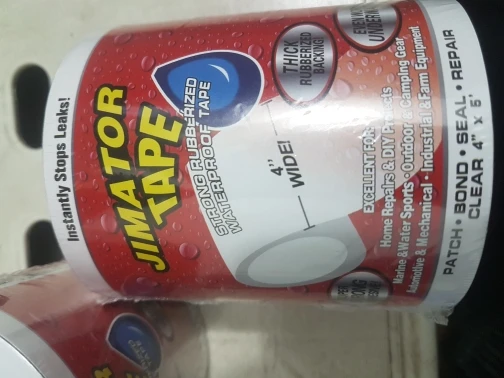 Instantly Stops Leaks!
JIMATOR
TAPE
STRONG RUBBERIZED
WATERPROOF TAPE
THICK
RUBBERIZED
BACKING
EVEN
UNDER
4"
WIDE!
EXCELLENT FOR:
Home Repairs & DIY Projects
Marine & Water Sports • Outdoor & Camping Gear
Automotive & Mechanical • Industrial & Farm Equipment
PATCH • BOND • SEAL • REPAIR
CLEAR 4" x 5'